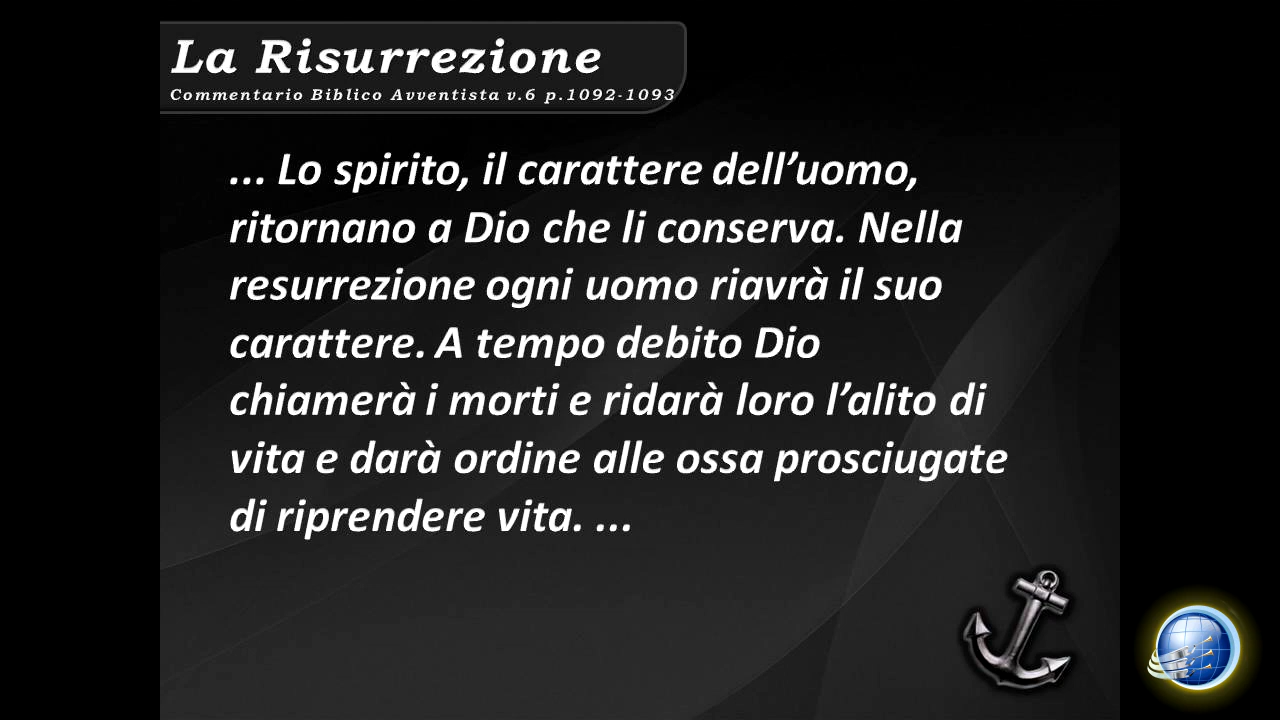 La Risurrezione
Commentario Biblico Avventista v.6 p.1092-1093
... Lo spirito, il carattere dell’uomo,
ritornano a Dio che li conserva. Nella
resurrezione ogni uomo riavrà il suo
carattere. A tempo debito Dio
chiamerà i morti e ridarà loro l’alito di
vita e darà ordine alle ossa prosciugate
di riprendere vita. ...